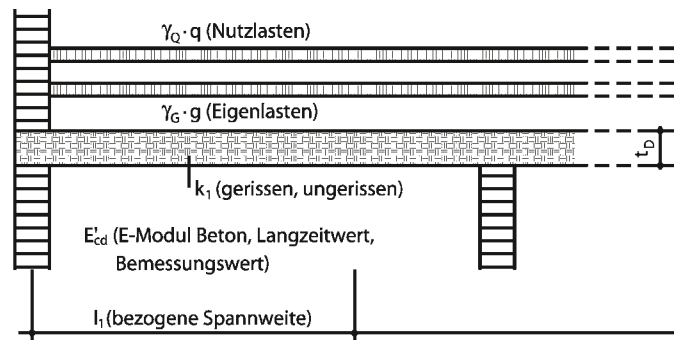 γQ · q (Nutzlasten)
γG · g (Eigenlasten)
tD
k1 (gerissen, ungerissen)
E'cd (E-Modul Beton, Langzeitwert,
Bemessungswert)
l1 (bezogene Spannweite)